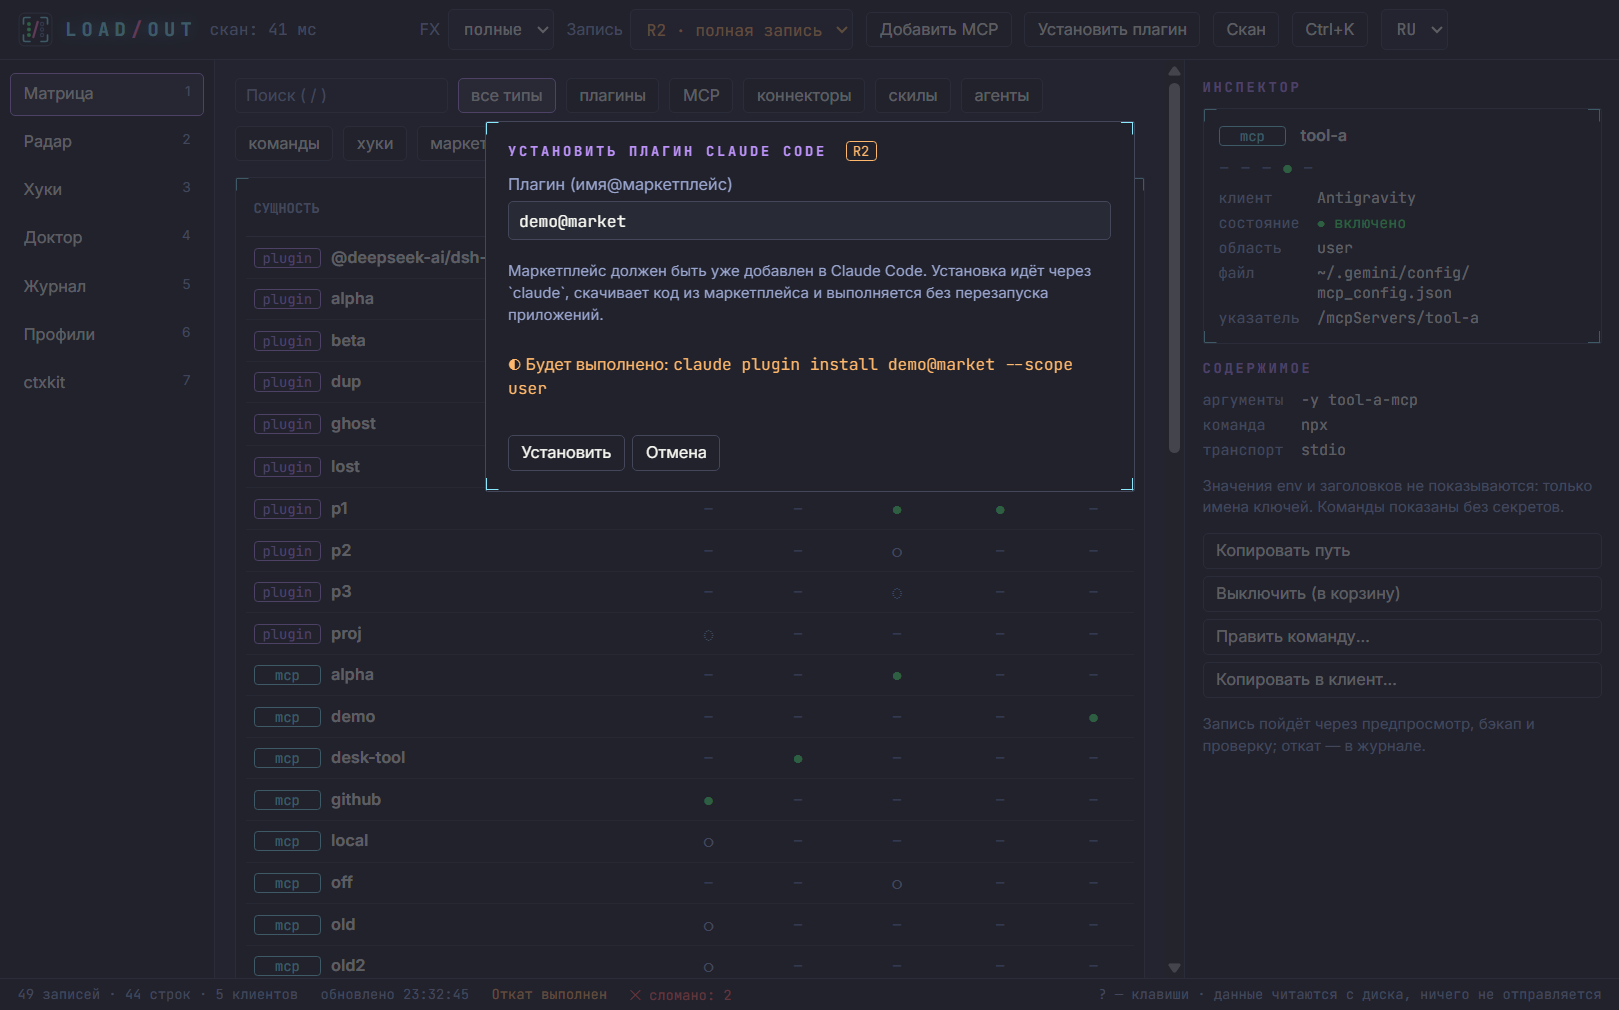 LOAD/OUT скан: 41 мс FX полные Запись R2 · полная запись Добавить MCP Установить плагин Скан Ctrl+K RU
Матрица 1
Радар 2
Хуки 3
Доктор 4
Журнал 5
Профили 6
ctxkit 7
Поиск ( / ) все типы плагины MCP коннекторы скилы агенты
команды хуки маркет
УСТАНОВИТЬ ПЛАГИН CLAUDE CODE R2
Плагин (имя@маркетплейс)
demo@market
Маркетплейс должен быть уже добавлен в Claude Code. Установка идёт через
`claude`, скачивает код из маркетплейса и выполняется без перезапуска
приложений.
Будет выполнено: claude plugin install demo@market --scope
user
Установить Отмена
СУЩНОСТЬ
plugin @deepseek-ai/dsh-
plugin alpha
plugin beta
plugin dup
plugin ghost
plugin lost
plugin p1 — — ● ● —
plugin p2 — — ○ — —
plugin p3 — — ◌ — —
plugin proj ◌ — — — —
mcp alpha — — ● — —
mcp demo — — — — ●
mcp desk-tool — ● — — —
mcp github ● — — — —
mcp local ○ — — — —
mcp off — — ○ — —
mcp old ○ — — — —
mcp old2 ○ — — — —
ИНСПЕКТОР
mcp tool-a
— — — ● —
клиент Antigravity
состояние ● включено
область user
файл ~/.gemini/config/
mcp_config.json
указатель /mcpServers/tool-a
СОДЕРЖИМОЕ
аргументы -y tool-a-mcp
команда npx
транспорт stdio
Значения env и заголовков не показываются: только
имена ключей. Команды показаны без секретов.
Копировать путь
Выключить (в корзину)
Править команду...
Копировать в клиент...
Запись пойдёт через предпросмотр, бэкап и
проверку; откат — в журнале.
49 записей · 44 строк · 5 клиентов обновлено 23:32:45 Откат выполнен ✕ сломано: 2 ? — клавиши · данные читаются с диска, ничего не отправляется